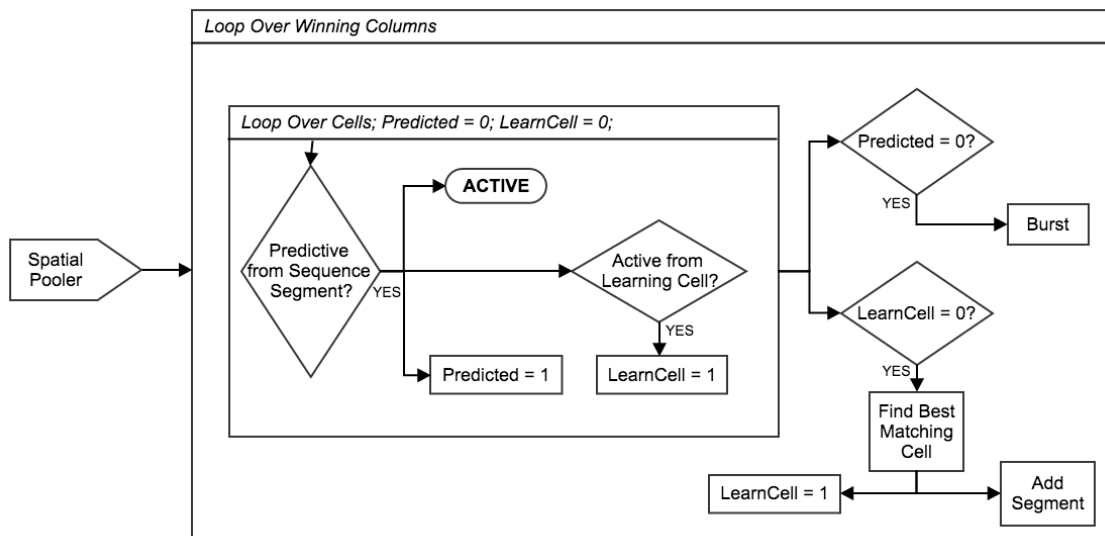 Loop Over Winning Columns
Loop Over Cells; Predicted = 0; LearnCell = 0;
Spatial
Pooler
Predictive
from Sequence
Segment?
YES
ACTIVE
Active from
Learning Cell?
YES
Predicted = 1
LearnCell = 1
Predicted = 0?
YES
Burst
LearnCell = 0?
YES
Find Best
Matching
Cell
LearnCell = 1
Add
Segment